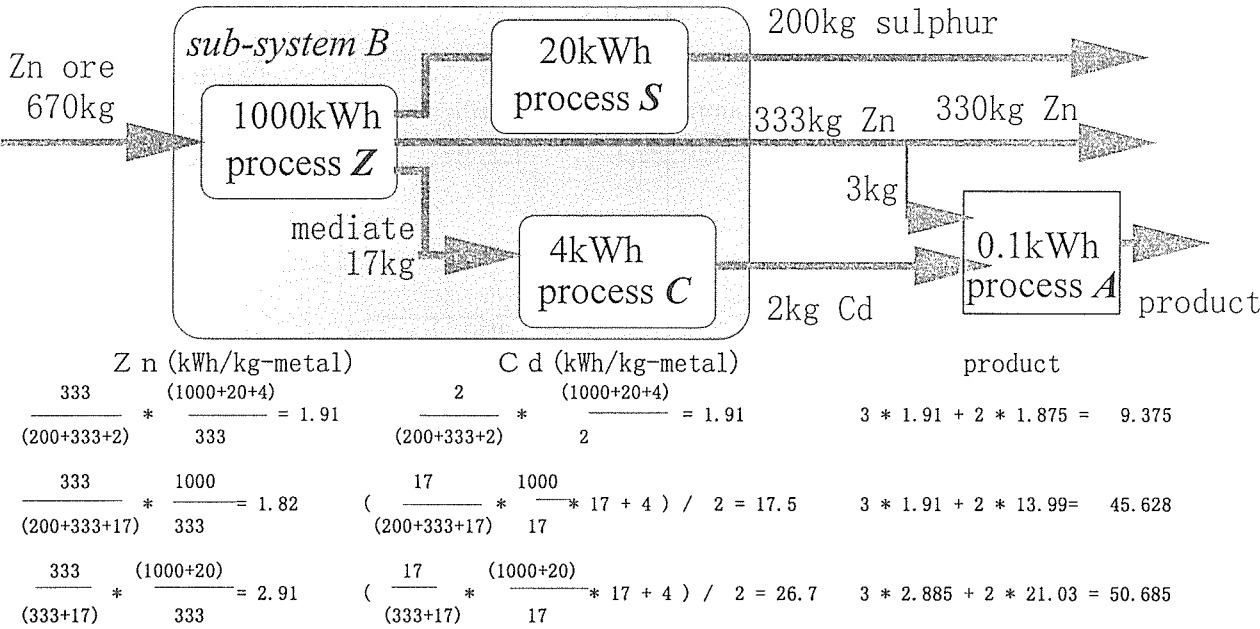 200kg sulphur
sub-system B
Zn ore
670kg
20kWh
process S
1000kWh
process Z
333kg Zn
330kg Zn
3kg
mediate
17kg
4kWh
process C
0.1kWh
process A
2kg Cd
product
Zn (kWh/kg-metal)
Cd (kWh/kg-metal)
product
333 (1000+20+4)
* = 1.91
(200+333+2) 333
2 (1000+20+4)
* = 1.91
(200+333+2) 2
3 * 1.91 + 2 * 1.875 = 9.375
333 1000
* = 1.82
(200+333+17) 333
17 1000
( * * 17 + 4 ) / 2 = 17.5
(200+333+17) 17
3 * 1.91 + 2 * 13.99= 45.628
333 (1000+20)
* = 2.91
(333+17) 333
17 (1000+20)
( * * 17 + 4 ) / 2 = 26.7
(333+17) 17
3 * 2.885 + 2 * 21.03 = 50.685